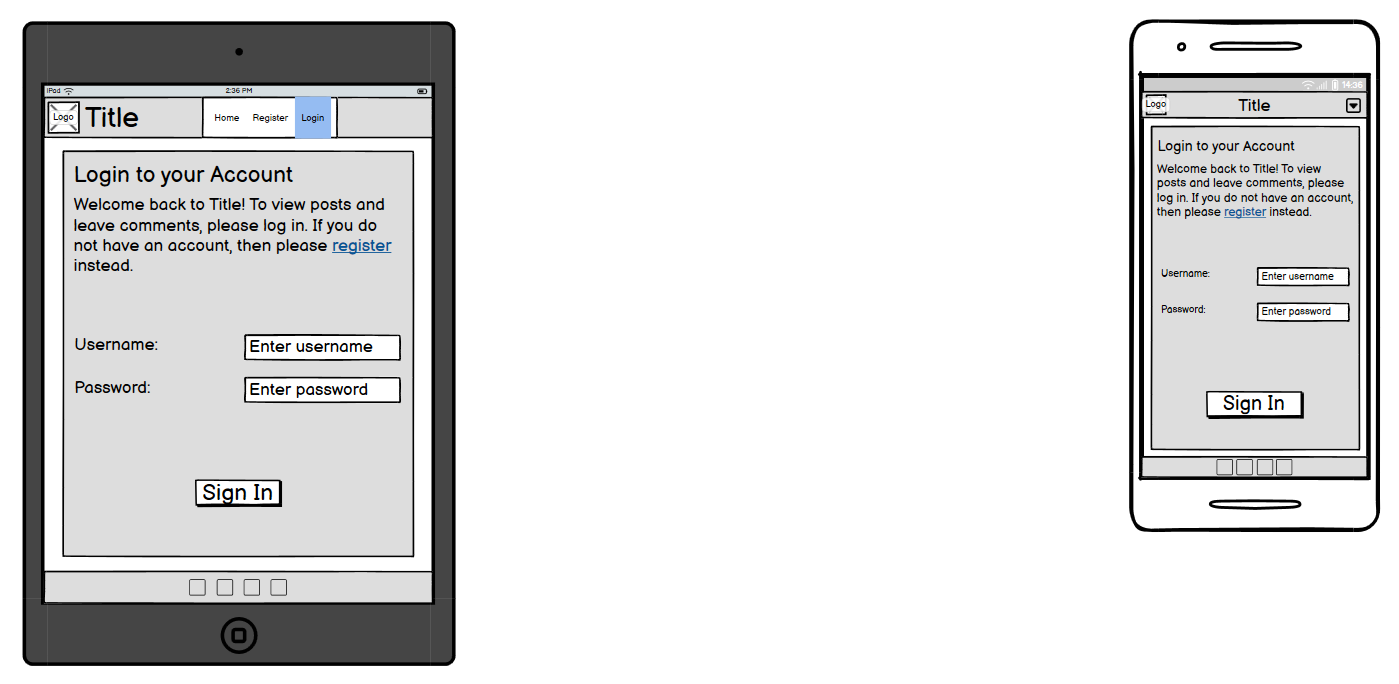 iPad
2:36 PM
Logo
Title
Home
Register
Login
Login to your Account
Welcome back to Title! To view posts and
leave comments, please log in. If you do
not have an account, then please register
instead.
Username:
Enter username
Password:
Enter password
Sign In
14:36
Logo
Title
Login to your Account
Welcome back to Title! To view
posts and leave comments, please
log in. If you do not have an account,
then please register instead.
Username:
Enter username
Password:
Enter password
Sign In